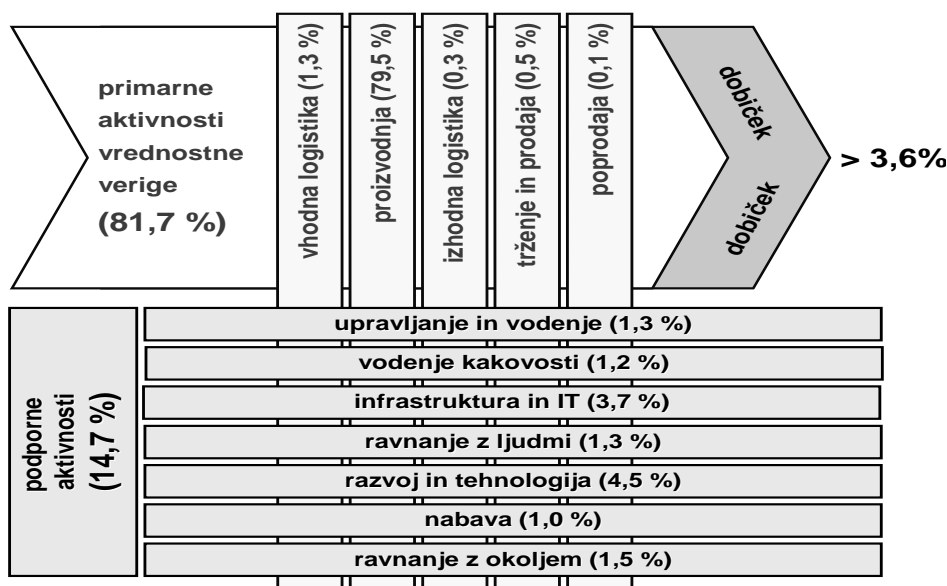 primarne
aktivnosti
vrednostne
verige
(81,7 %)
vhodna logistika (1,3 %)
proizvodnja (79,5 %)
izhodna logistika (0,3 %)
trženje in prodaja (0,5 %)
poprodaja (0,1 %)
dobiček
dobiček
> 3,6%
podporne
aktivnosti
(14,7 %)
upravljanje in vodenje (1,3 %)
vodenje kakovosti (1,2 %)
infrastruktura in IT (3,7 %)
ravnanje z ljudmi (1,3 %)
razvoj in tehnologija (4,5 %)
nabava (1,0 %)
ravnanje z okoljem (1,5 %)